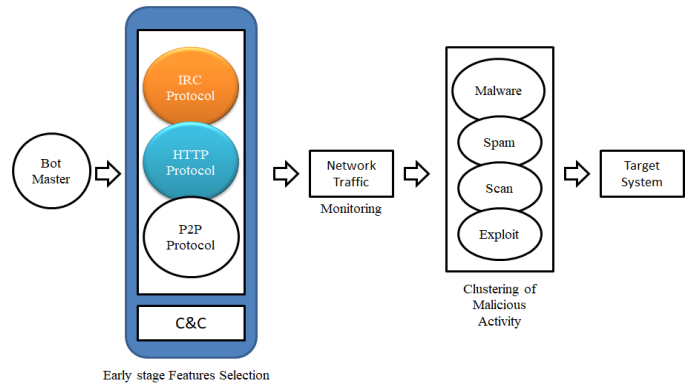 Bot
Master
IRC
Protocol
HTTP
Protocol
P2P
Protocol
C&C
Early stage Features Selection
Network
Traffic
Monitoring
Malware
Spam
Scan
Exploit
Clustering of
Malicious
Activity
Target
System